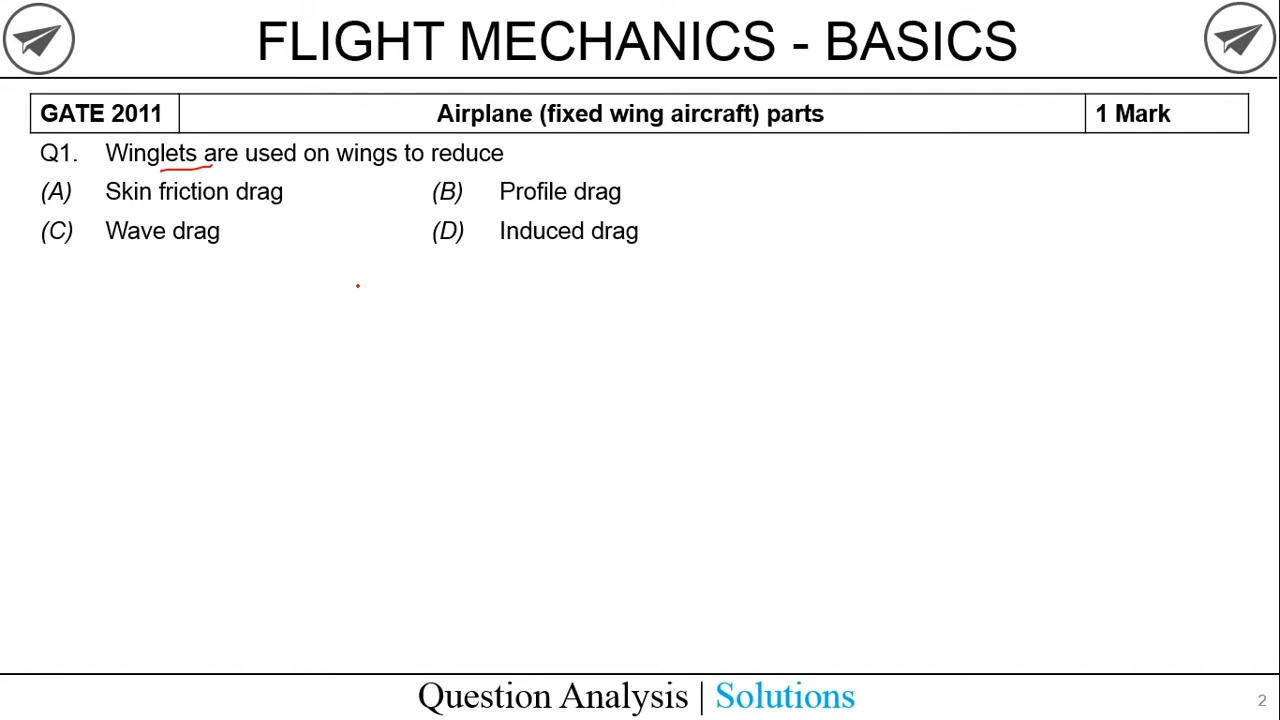 FLIGHT MECHANICS - BASICS
GATE 2011 Airplane (fixed wing aircraft) parts 1 Mark
Q1. Winglets are used on wings to reduce
(A) Skin friction drag (B) Profile drag
(C) Wave drag (D) Induced drag
Question Analysis | Solutions
2